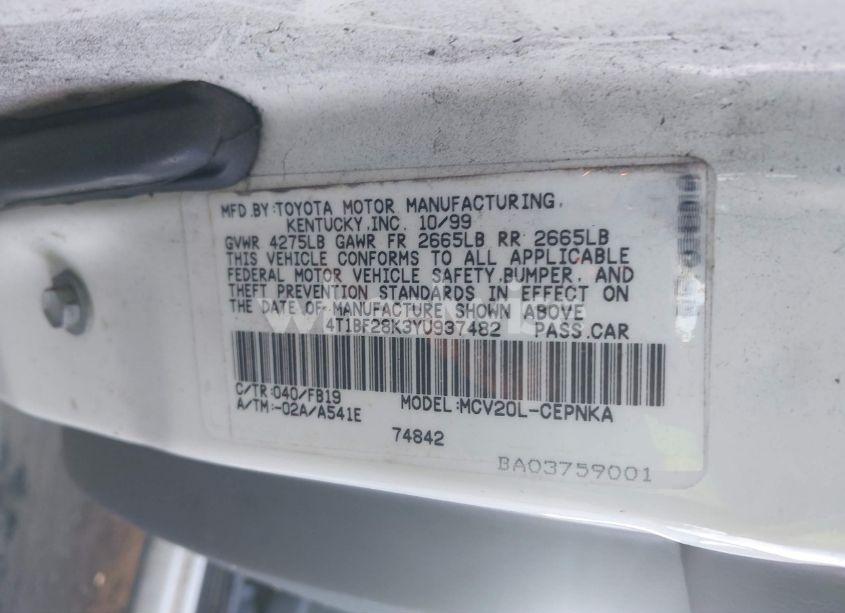 MFD.BY:TOYOTA MOTOR MANUFACTURING,
KENTUCKY,INC. 10/99
GVWR 4275LB GAWR FR 2665LB RR 2665LB
THIS VEHICLE CONFORMS TO ALL APPLICABLE
FEDERAL MOTOR VEHICLE SAFETY,BUMPER, AND
THEFT PREVENTION STANDARDS IN EFFECT ON
THE DATE OF MANUFACTURE SHOWN ABOVE
4T1BF28K3YU937482 PASS.CAR
C/TR:040/FB19
A/TM:-02A/A541E
MODEL:MCV20L-CEPNKA
74842
BA03759001